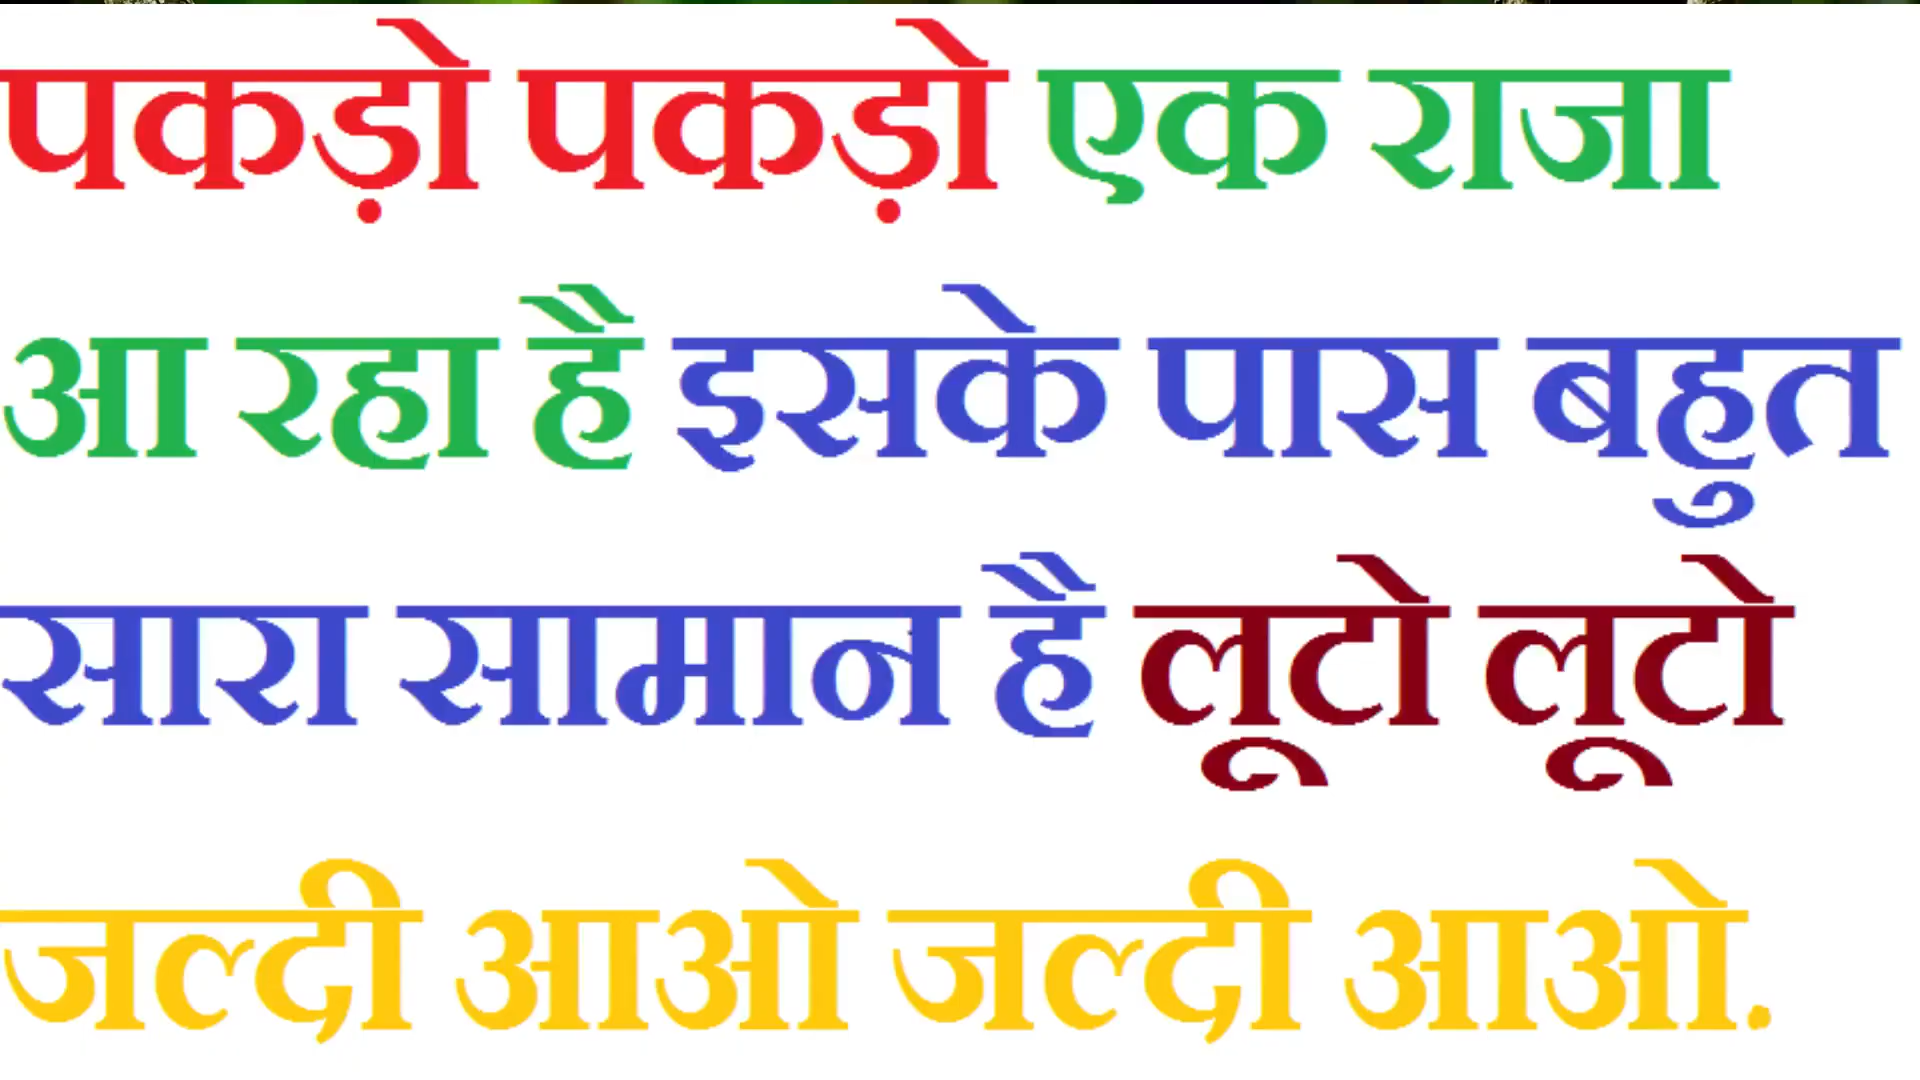 पकड़ो पकड़ो एक राजा
आ रहा है इसके पास बहुत
सारा सामान है लूटो लूटो
जल्दी आओ जल्दी आओ.